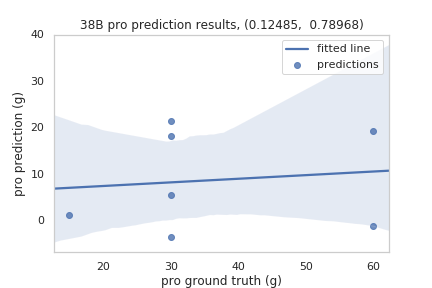 38B pro prediction results, (0.12485,  0.78968)
40
30
20
10
0
pro prediction (g)
fitted line
predictions
20 30 40 50 60
pro ground truth (g)